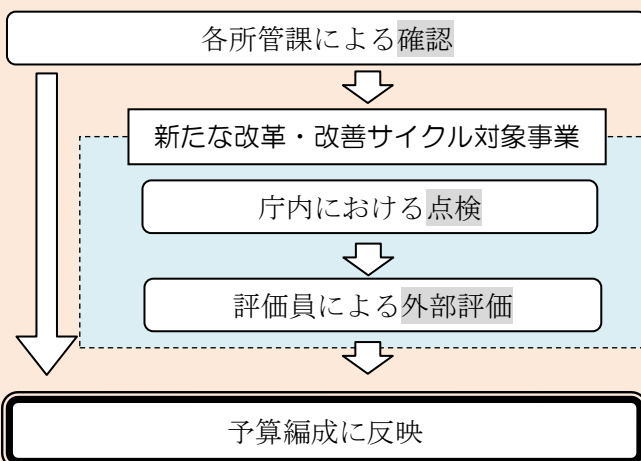 各所管課による確認
新たな改革・改善サイクル対象事業
庁内における点検
評価員による外部評価
予算編成に反映